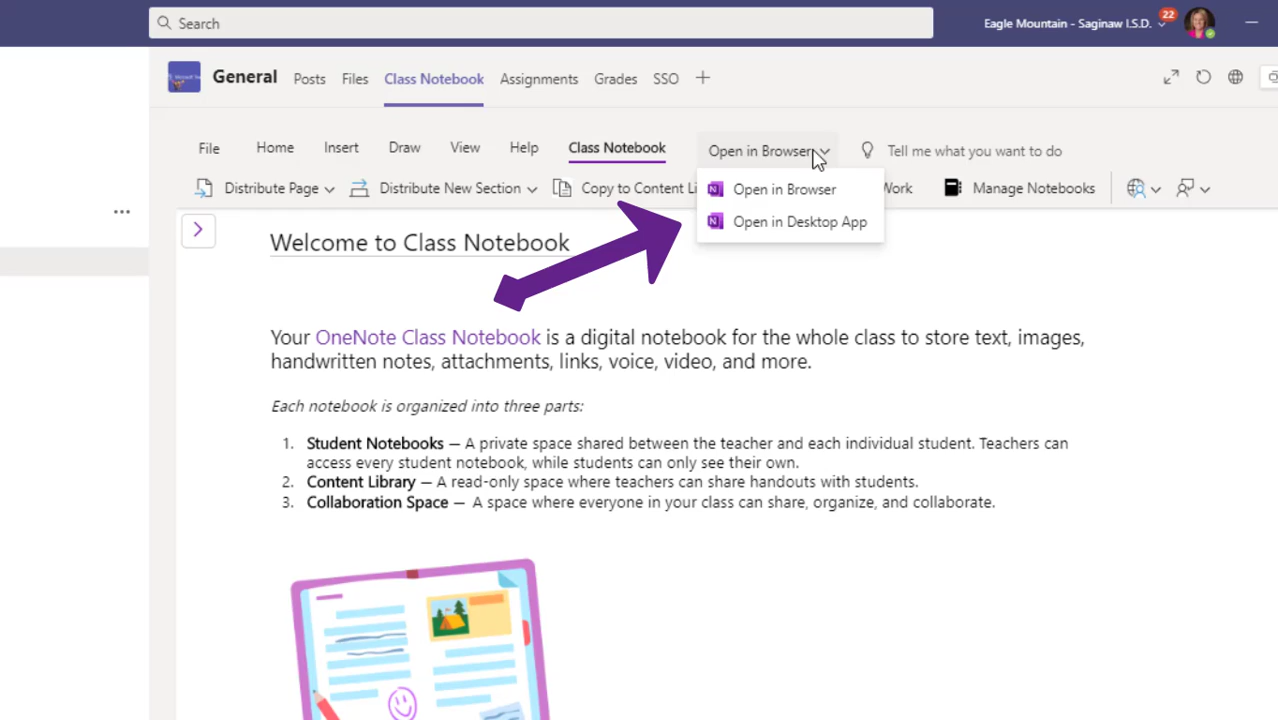 Search
Eagle Mountain - Saginaw I.S.D.
22
General Posts Files Class Notebook Assignments Grades SSO
File Home Insert Draw View Help Class Notebook Open in Browser Tell me what you want to do
Distribute Page Distribute New Section Copy to Content Work Manage Notebooks
Open in Browser
Open in Desktop App
Welcome to Class Notebook
Your OneNote Class Notebook is a digital notebook for the whole class to store text, images,
handwritten notes, attachments, links, voice, video, and more.
Each notebook is organized into three parts:
1. Student Notebooks — A private space shared between the teacher and each individual student. Teachers can
access every student notebook, while students can only see their own.
2. Content Library — A read-only space where teachers can share handouts with students.
3. Collaboration Space — A space where everyone in your class can share, organize, and collaborate.